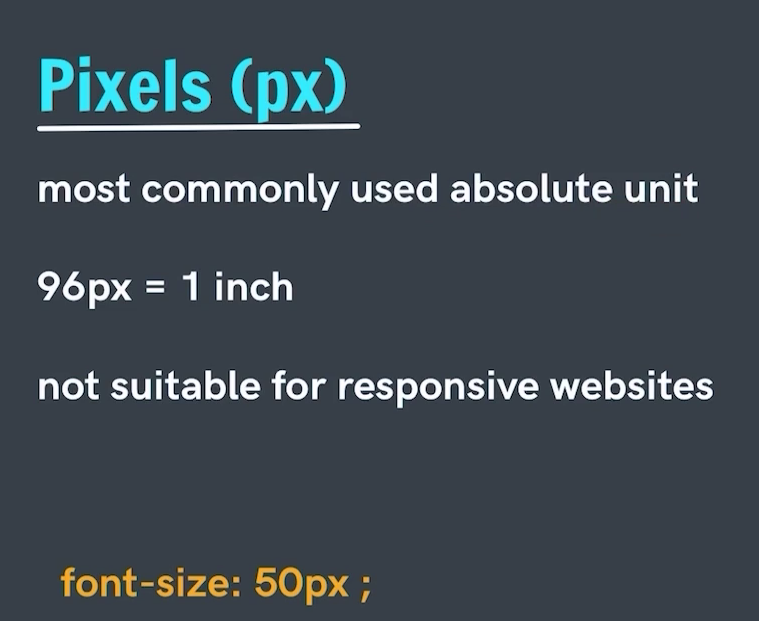 Pixels (px)
most commonly used absolute unit
96px = 1 inch
not suitable for responsive websites
font-size: 50px ;